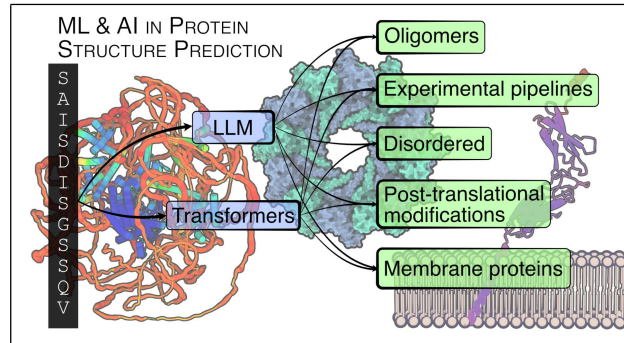 ML & AI IN PROTEIN
STRUCTURE PREDICTION
S
A
I
S
D
I
S
G
S
S
Q
V
LLM
Transformers
Oligomers
Experimental pipelines
Disordered
Post-translational
modifications
Membrane proteins